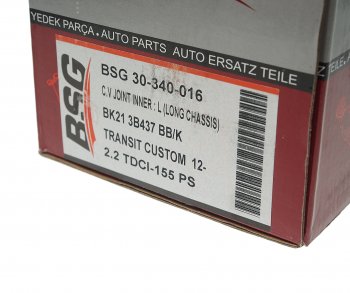 YEDEK PARÇA . AUTO PARTS  AUTO ERSATZ TEILE
BSG
BSG 30-340-016
C.V JOINT INNER : L (LONG CHASSIS)
BK21 3B437 BB/K
TRANSIT CUSTOM 12-
2.2 TDCI-155 PS